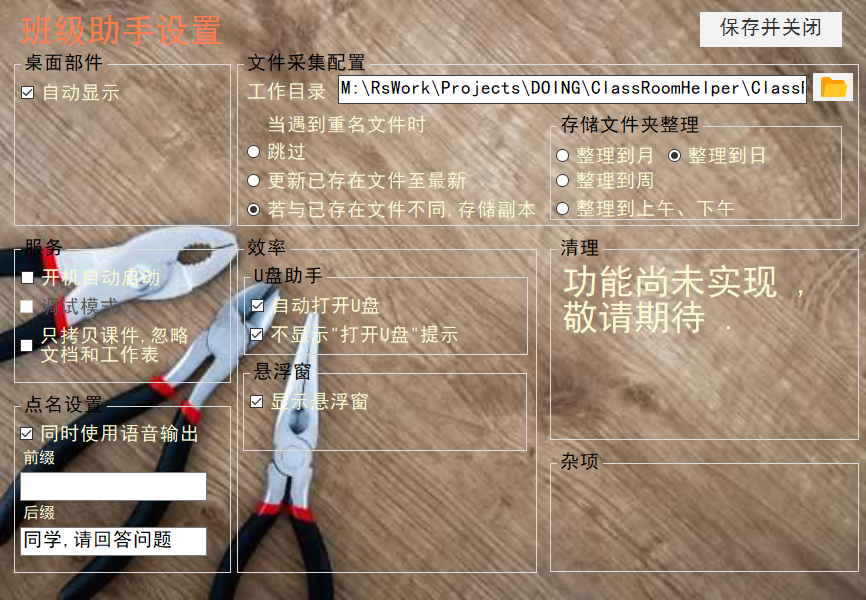 班级助手设置
保存并关闭
桌面部件
自动显示
文件采集配置
工作目录
M:\RsWork\Projects\DOING\ClassRoomHelper\Class
当遇到重名文件时
跳过
更新已存在文件至最新
若与已存在文件不同,存储副本
存储文件夹整理
整理到月
整理到日
整理到周
整理到上午、下午
服务
开机自动启动
调试模式
只拷贝课件,忽略
文档和工作表
效率
U盘助手
自动打开U盘
不显示"打开U盘"提示
悬浮窗
显示悬浮窗
清理
功能尚未实现 ,
敬请期待 .
点名设置
同时使用语音输出
前缀
后缀
同学,请回答问题
杂项